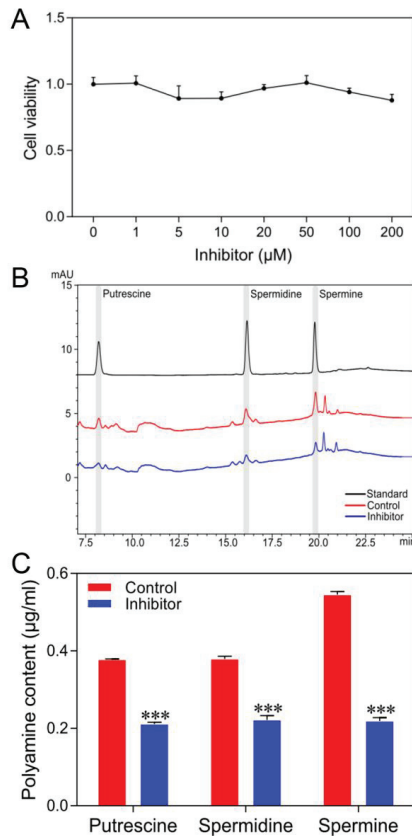 A
1.5
1.0
0.5
0.0
Cell viability
0 1 5 10 20 50 100 200
Inhibitor (µM)
B
mAU
15
10
5
0
Putrescine Spermidine Spermine
Standard
Control
Inhibitor
7.5 10.0 12.5 15.0 17.5 20.0 22.5 min
C
0.6
0.4
0.2
0.0
Polyamine content (µg/ml)
Control
Inhibitor
*** *** ***
Putrescine Spermidine Spermine